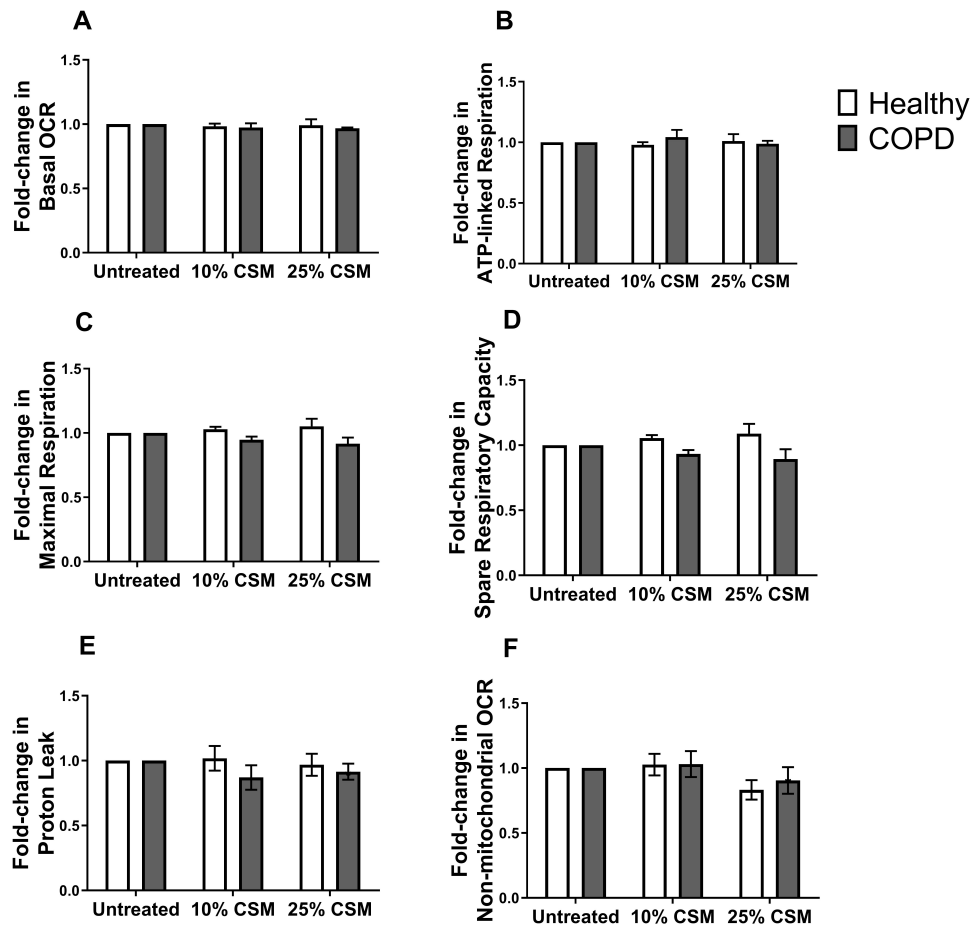 A
Fold-change in
Basal OCR
1.5
1.0
0.5
0.0
Untreated 10% CSM 25% CSM
B
Fold-change in
ATP-linked Respiration
1.5
1.0
0.5
0.0
Untreated 10% CSM 25% CSM
Healthy
COPD
C
Fold-change in
Maximal Respiration
1.5
1.0
0.5
0.0
Untreated 10% CSM 25% CSM
D
Fold-change in
Spare Respiratory Capacity
1.5
1.0
0.5
0.0
Untreated 10% CSM 25% CSM
E
Fold-change in
Proton Leak
1.5
1.0
0.5
0.0
Untreated 10% CSM 25% CSM
F
Fold-change in
Non-mitochondrial OCR
1.5
1.0
0.5
0.0
Untreated 10% CSM 25% CSM